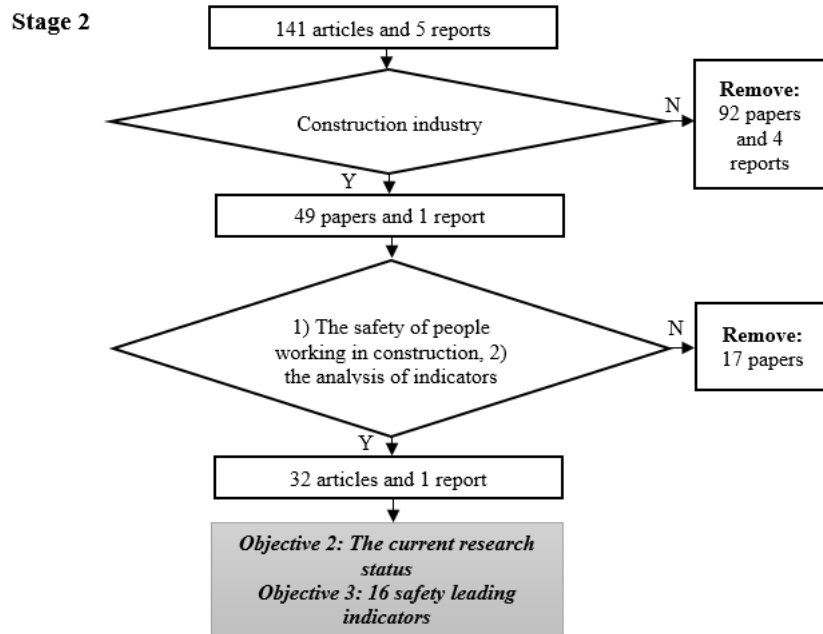 Stage 2
141 articles and 5 reports
Construction industry
N
Remove:
92 papers
and 4
reports
Y
49 papers and 1 report
1) The safety of people
working in construction, 2)
the analysis of indicators
N
Remove:
17 papers
Y
32 articles and 1 report
Objective 2: The current research
status
Objective 3: 16 safety leading
indicators